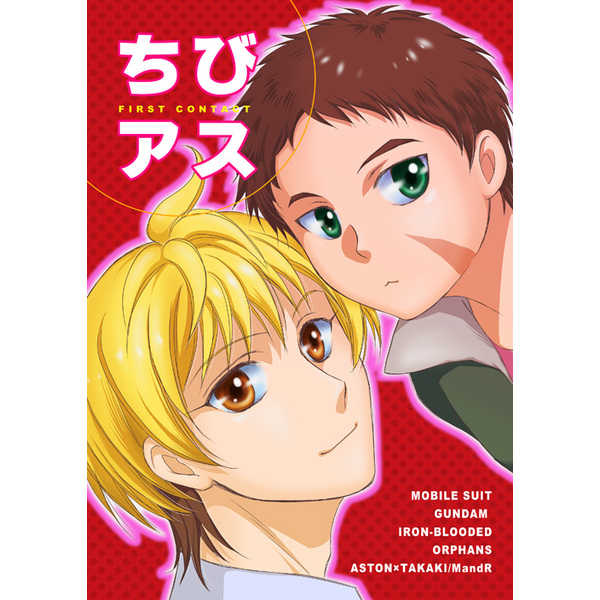 ちび
FIRST CONTACT
アス
MOBILE SUIT
GUNDAM
IRON-BLOODED
ORPHANS
ASTON×TAKAKI/MandR